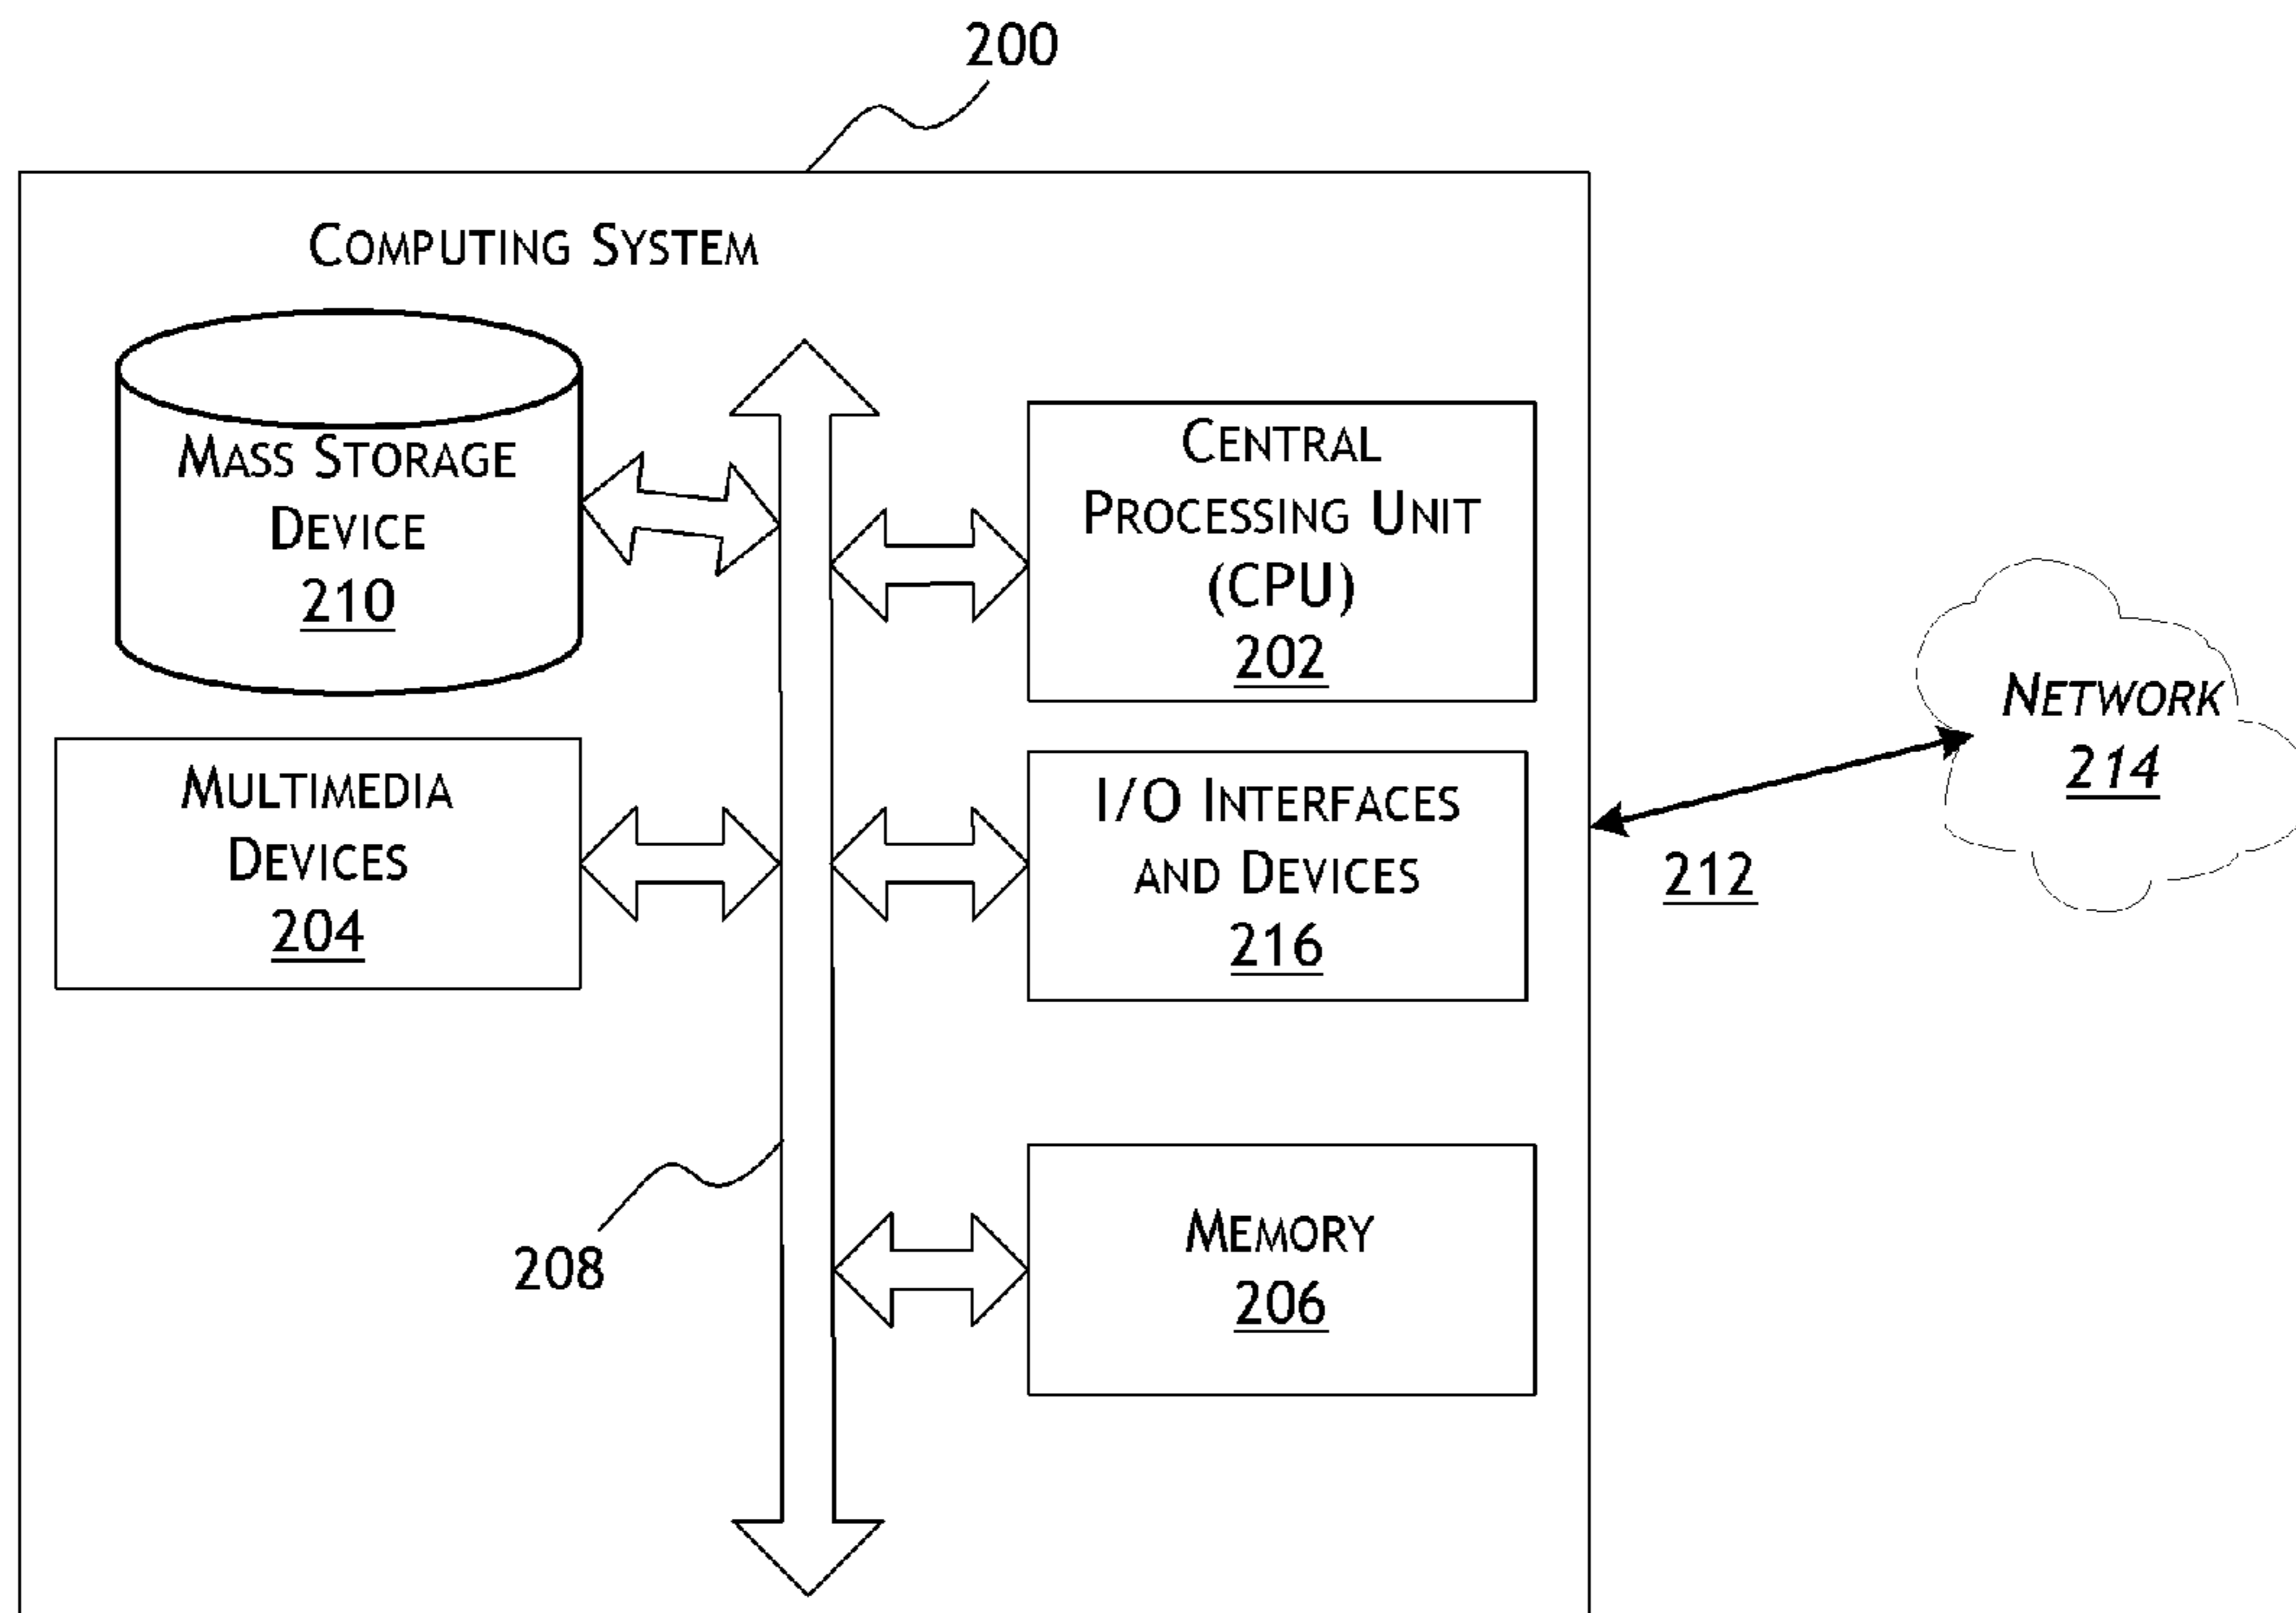 200
Computing System
Mass Storage
Device
210
Central
Processing Unit
(CPU)
202
Multimedia
Devices
204
I/O Interfaces
and Devices
216
Network
214
212
208
Memory
206